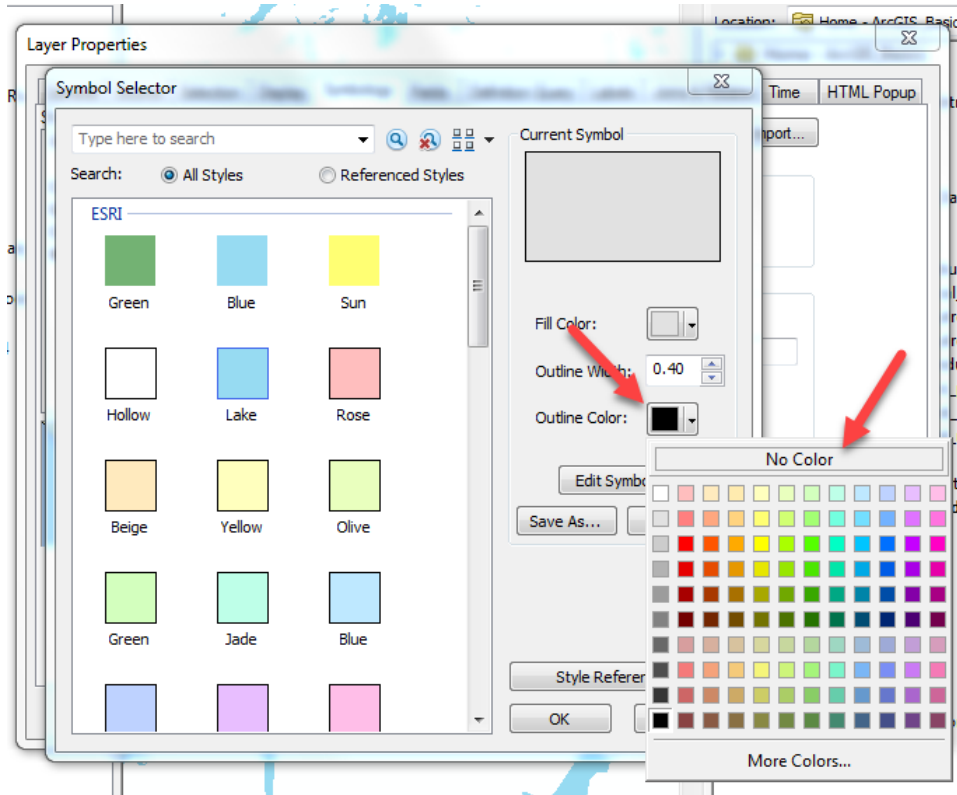 Location: Home - ArcGIS_Basic
Layer Properties
Symbol Selector
Time HTML Popup
Type here to search
Current Symbol
Search: All Styles Referenced Styles
ESRI
Green Blue Sun
Fill Color:
Outline Width: 0.40
Hollow Lake Rose
Outline Color:
No Color
Edit Symbo
Beige Yellow Olive
Save As...
Green Jade Blue
Style Referen
OK
More Colors...